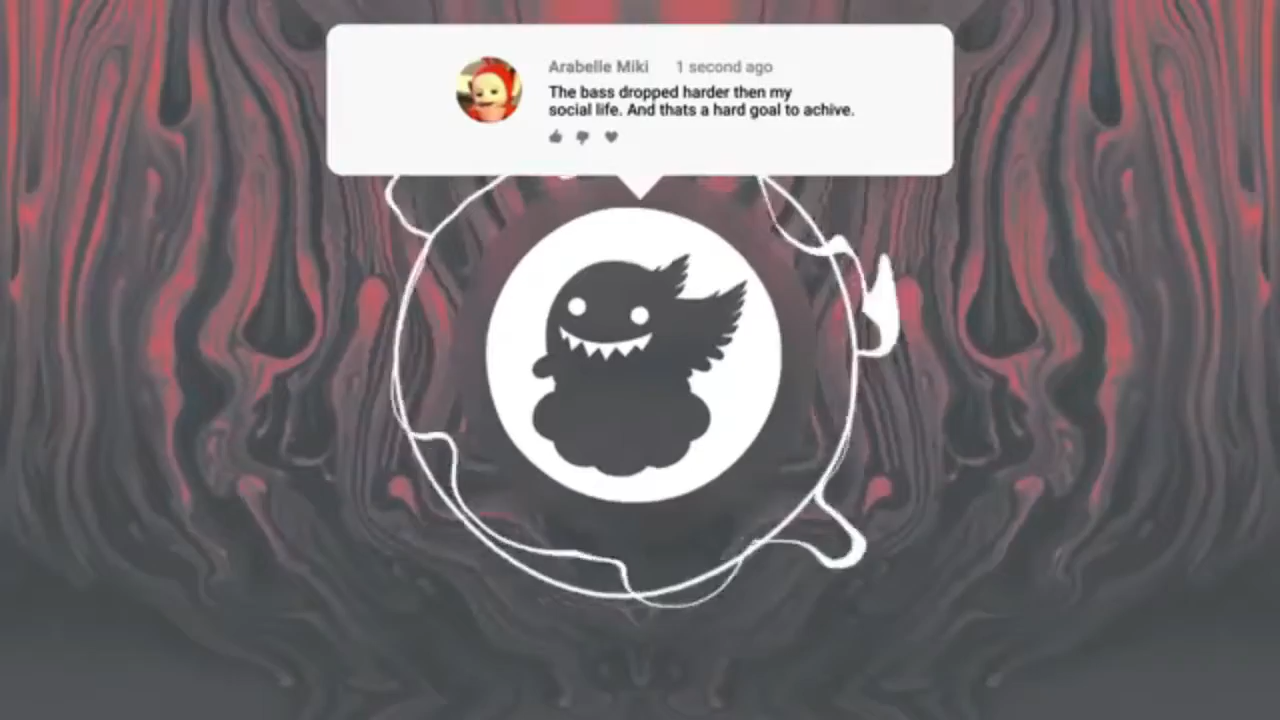 Arabelle Miki 1 second ago
The bass dropped harder then my
social life. And thats a hard goal to achive.